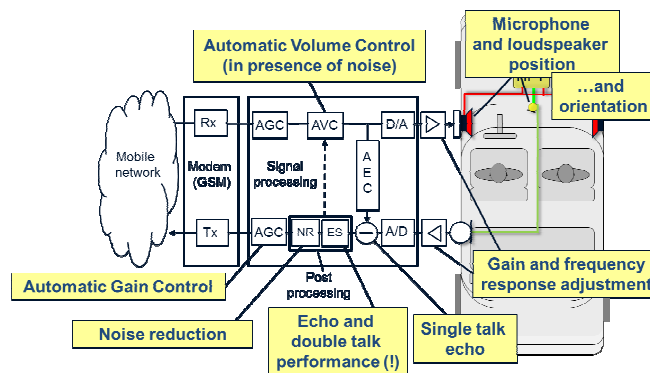 Automatic Volume Control
(in presence of noise)
Microphone
and loudspeaker
position
…and
orientation
Rx
AGC
AVC
D/A
Mobile
network
Modem
(GSM)
Signal
processing
A
E
C
Tx
AGC
NR
ES
A/D
Post
processing
Automatic Gain Control
Noise reduction
Echo and
double talk
performance (!)
Single talk
echo
Gain and frequency
response adjustment